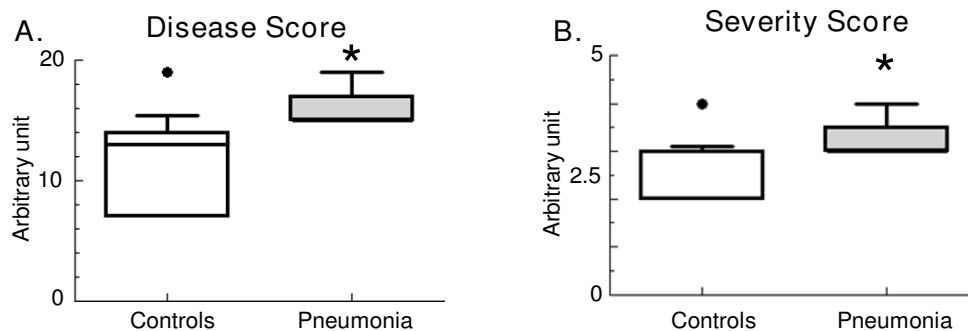 A. Disease Score
20
*
Arbitrary unit
10
0
Controls Pneumonia
B. Severity Score
5
*
Arbitrary unit
2.5
0
Controls Pneumonia